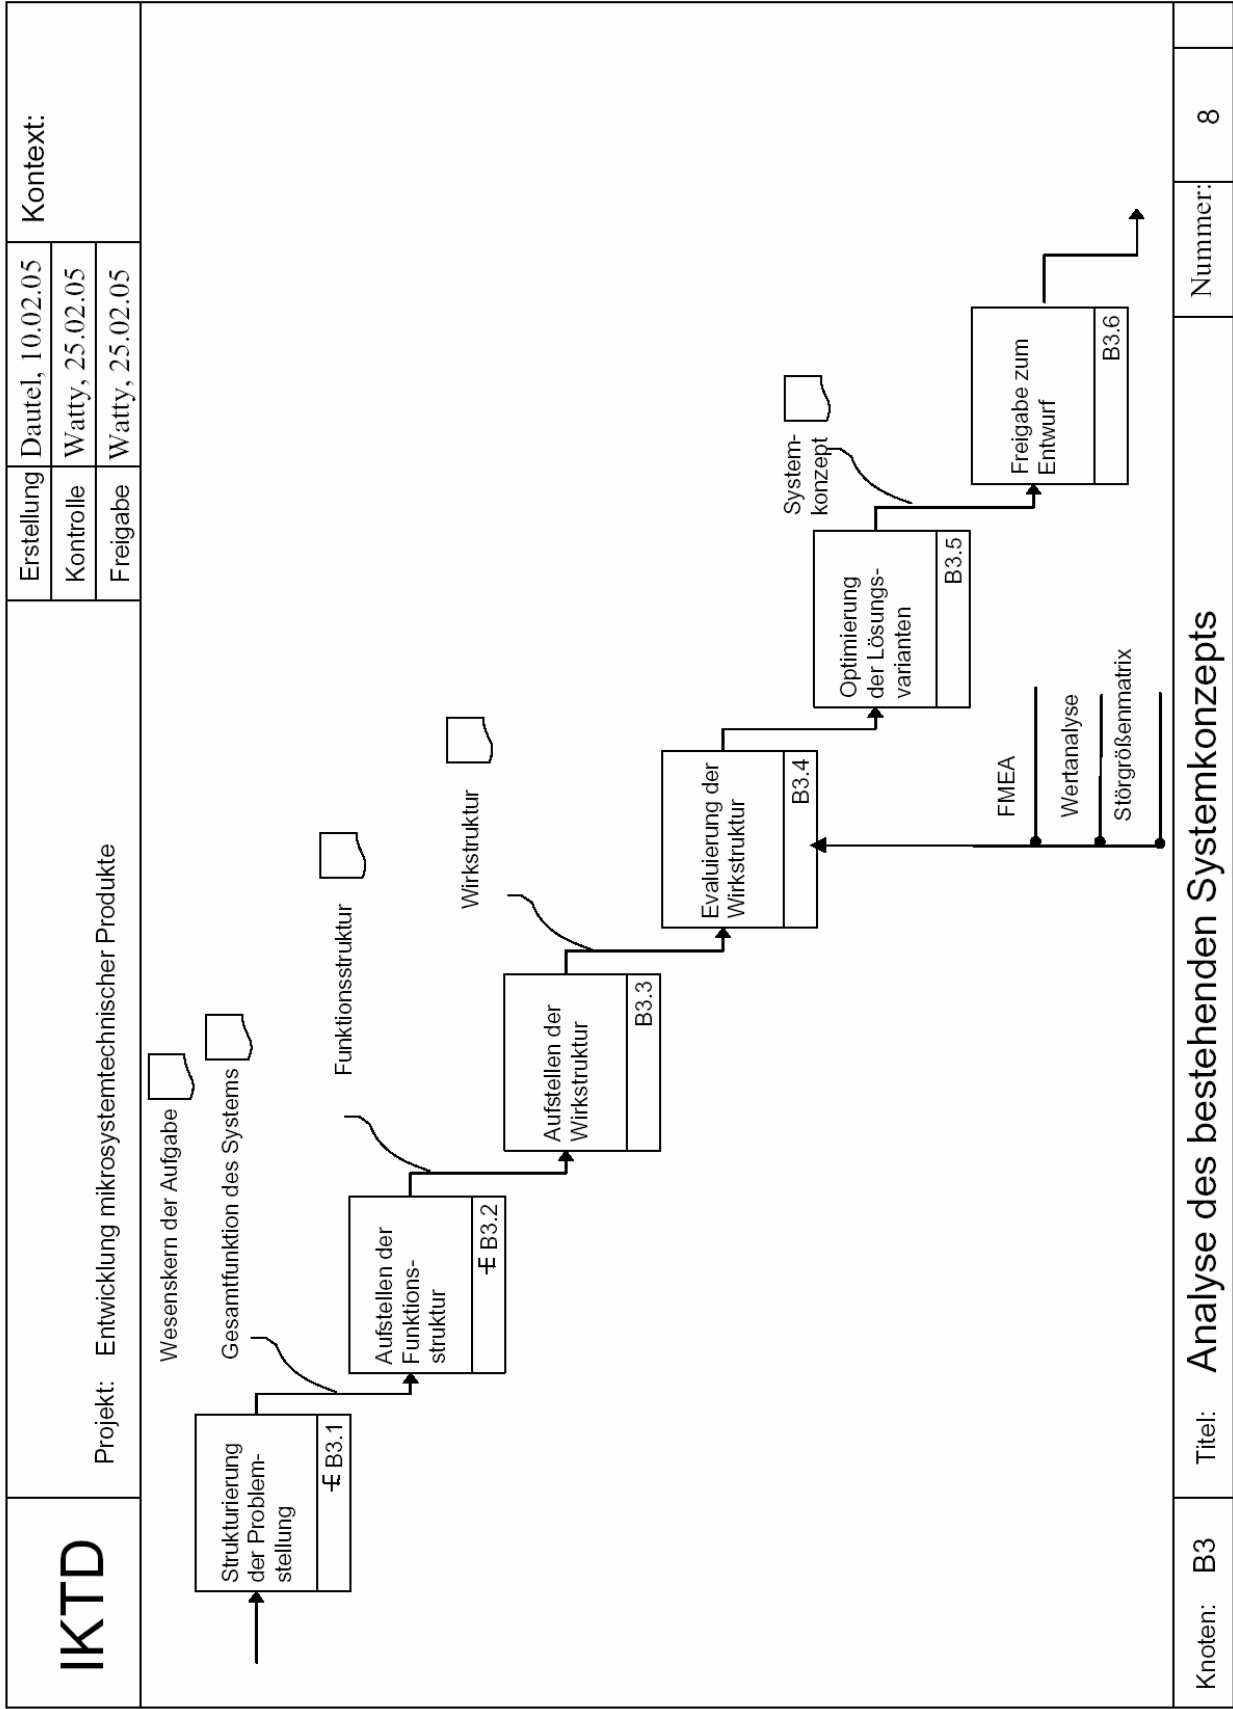 IKTD
Projekt: Entwicklung mikrosystemtechnischer Produkte
Erstellung Dautel, 10.02.05
Kontrolle Watty, 25.02.05
Freigabe Watty, 25.02.05
Kontext:
Wesenskern der Aufgabe
Gesamtfunktion des Systems
Strukturierung
der Problem-
stellung
B3.1
Funktionsstruktur
Aufstellen der
Funktions-
struktur
B3.2
Wirkstruktur
Aufstellen der
Wirkstruktur
B3.3
Evaluierung der
Wirkstruktur
B3.4
System-
konzept
Optimierung
der Lösungs-
varianten
B3.5
Freigabe zum
Entwurf
B3.6
FMEA
Wertanalyse
Störgrößenmatrix
Knoten: B3
Titel: Analyse des bestehenden Systemkonzepts
Nummer: 8